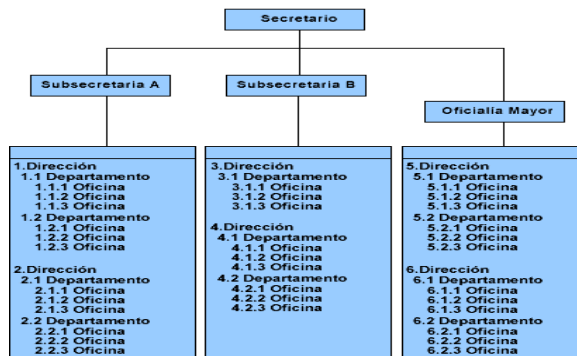 Secretario
Subsecretaria A
Subsecretaria B
Oficialía Mayor
1.Dirección
1.1 Departamento
1.1.1 Oficina
1.1.2 Oficina
1.1.3 Oficina
1.2 Departamento
1.2.1 Oficina
1.2.2 Oficina
1.2.3 Oficina
2.Dirección
2.1 Departamento
2.1.1 Oficina
2.1.2 Oficina
2.1.3 Oficina
2.2 Departamento
2.2.1 Oficina
2.2.2 Oficina
2.2.3 Oficina
3.Dirección
3.1 Departamento
3.1.1 Oficina
3.1.2 Oficina
3.1.3 Oficina
4.Dirección
4.1 Departamento
4.1.1 Oficina
4.1.2 Oficina
4.1.3 Oficina
4.2 Departamento
4.2.1 Oficina
4.2.2 Oficina
4.2.3 Oficina
5.Dirección
5.1 Departamento
5.1.1 Oficina
5.1.2 Oficina
5.1.3 Oficina
5.2 Departamento
5.2.1 Oficina
5.2.2 Oficina
5.2.3 Oficina
6.Dirección
6.1 Departamento
6.1.1 Oficina
6.1.2 Oficina
6.1.3 Oficina
6.2 Departamento
6.2.1 Oficina
6.2.2 Oficina
6.2.3 Oficina